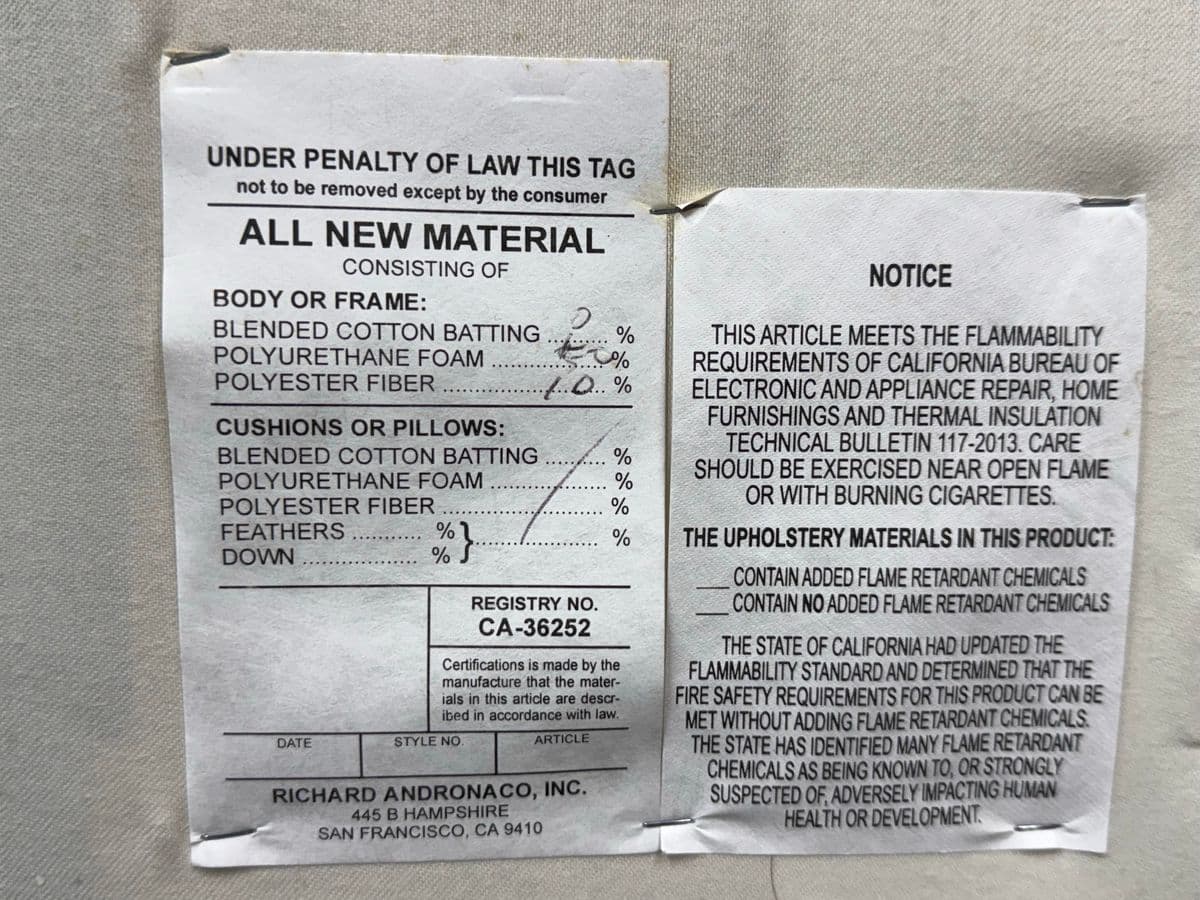 UNDER PENALTY OF LAW THIS TAG
not to be removed except by the consumer
ALL NEW MATERIAL
CONSISTING OF
BODY OR FRAME:
BLENDED COTTON BATTING .......... %
POLYURETHANE FOAM .......... %
POLYESTER FIBER .......... 10 %
CUSHIONS OR PILLOWS:
BLENDED COTTON BATTING .......... %
POLYURETHANE FOAM .......... %
POLYESTER FIBER .......... %
FEATHERS .......... % } .......... %
DOWN .......... %
REGISTRY NO.
CA-36252
Certifications is made by the
manufacture that the mater-
ials in this article are descr-
ibed in accordance with law.
DATE STYLE NO. ARTICLE
RICHARD ANDRONACO, INC.
445 B HAMPSHIRE
SAN FRANCISCO, CA 9410
NOTICE
THIS ARTICLE MEETS THE FLAMMABILITY
REQUIREMENTS OF CALIFORNIA BUREAU OF
ELECTRONIC AND APPLIANCE REPAIR, HOME
FURNISHINGS AND THERMAL INSULATION
TECHNICAL BULLETIN 117-2013. CARE
SHOULD BE EXERCISED NEAR OPEN FLAME
OR WITH BURNING CIGARETTES.
THE UPHOLSTERY MATERIALS IN THIS PRODUCT:
__ CONTAIN ADDED FLAME RETARDANT CHEMICALS
__ CONTAIN NO ADDED FLAME RETARDANT CHEMICALS
THE STATE OF CALIFORNIA HAD UPDATED THE
FLAMMABILITY STANDARD AND DETERMINED THAT THE
FIRE SAFETY REQUIREMENTS FOR THIS PRODUCT CAN BE
MET WITHOUT ADDING FLAME RETARDANT CHEMICALS.
THE STATE HAS IDENTIFIED MANY FLAME RETARDANT
CHEMICALS AS BEING KNOWN TO, OR STRONGLY
SUSPECTED OF, ADVERSELY IMPACTING HUMAN
HEALTH OR DEVELOPMENT.